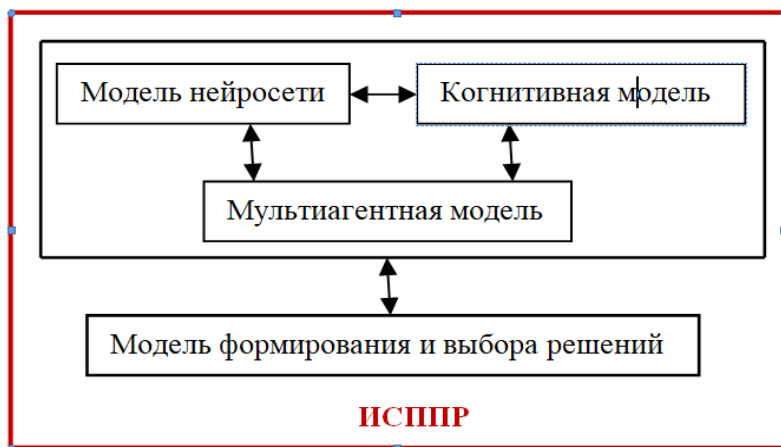 Модель нейросети
Когнитивная модель
Мультиагентная модель
Модель формирования и выбора решений
ИСППР